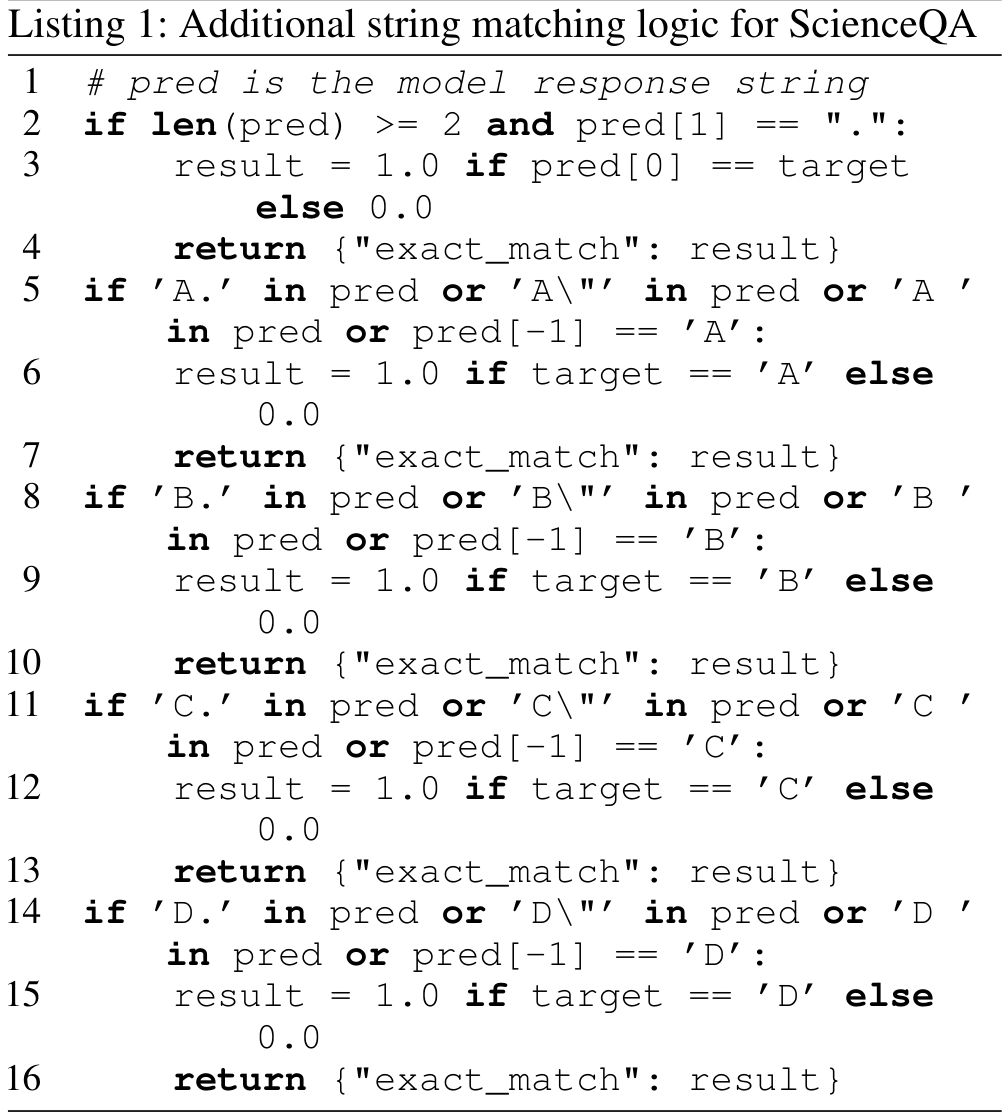 Listing 1: Additional string matching logic for ScienceQA
1 # pred is the model response string
2 if len(pred) >= 2 and pred[1] == ".":
3 result = 1.0 if pred[0] == target
else 0.0
4 return {"exact_match": result}
5 if 'A.' in pred or 'A\"' in pred or 'A '
in pred or pred[-1] == 'A':
6 result = 1.0 if target == 'A' else
0.0
7 return {"exact_match": result}
8 if 'B.' in pred or 'B\"' in pred or 'B '
in pred or pred[-1] == 'B':
9 result = 1.0 if target == 'B' else
0.0
10 return {"exact_match": result}
11 if 'C.' in pred or 'C\"' in pred or 'C '
in pred or pred[-1] == 'C':
12 result = 1.0 if target == 'C' else
0.0
13 return {"exact_match": result}
14 if 'D.' in pred or 'D\"' in pred or 'D '
in pred or pred[-1] == 'D':
15 result = 1.0 if target == 'D' else
0.0
16 return {"exact_match": result}